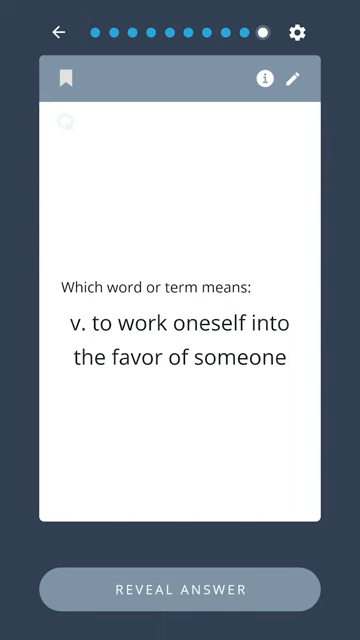 Q
Which word or term means:
v. to work oneself into
the favor of someone
REVEAL ANSWER